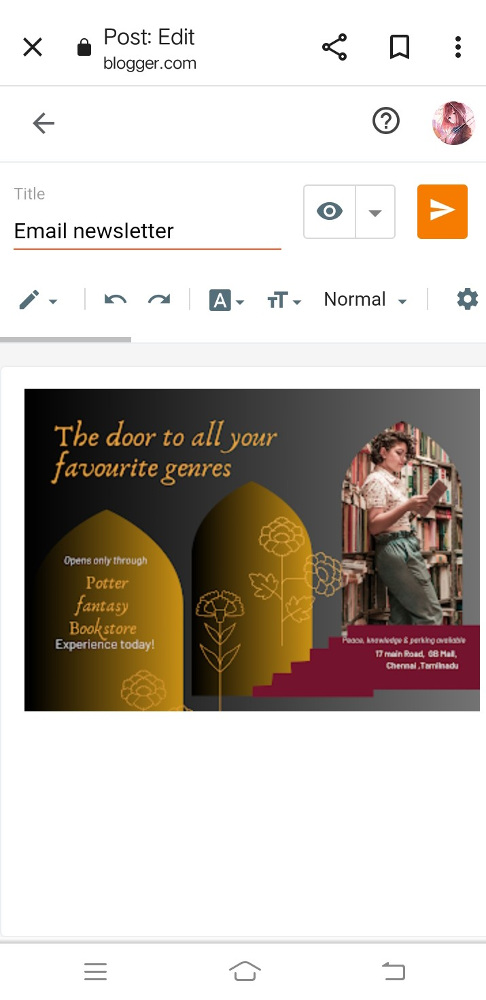 Post: Edit
blogger.com
Title
Email newsletter
A
Normal
The door to all your
favourite genres
Opens only through
Potter
fantasy
Bookstore
Experience today!
Peace, knowledge & parking available
17 main Road, GB Mall,
Chennai ,Tamilnadu